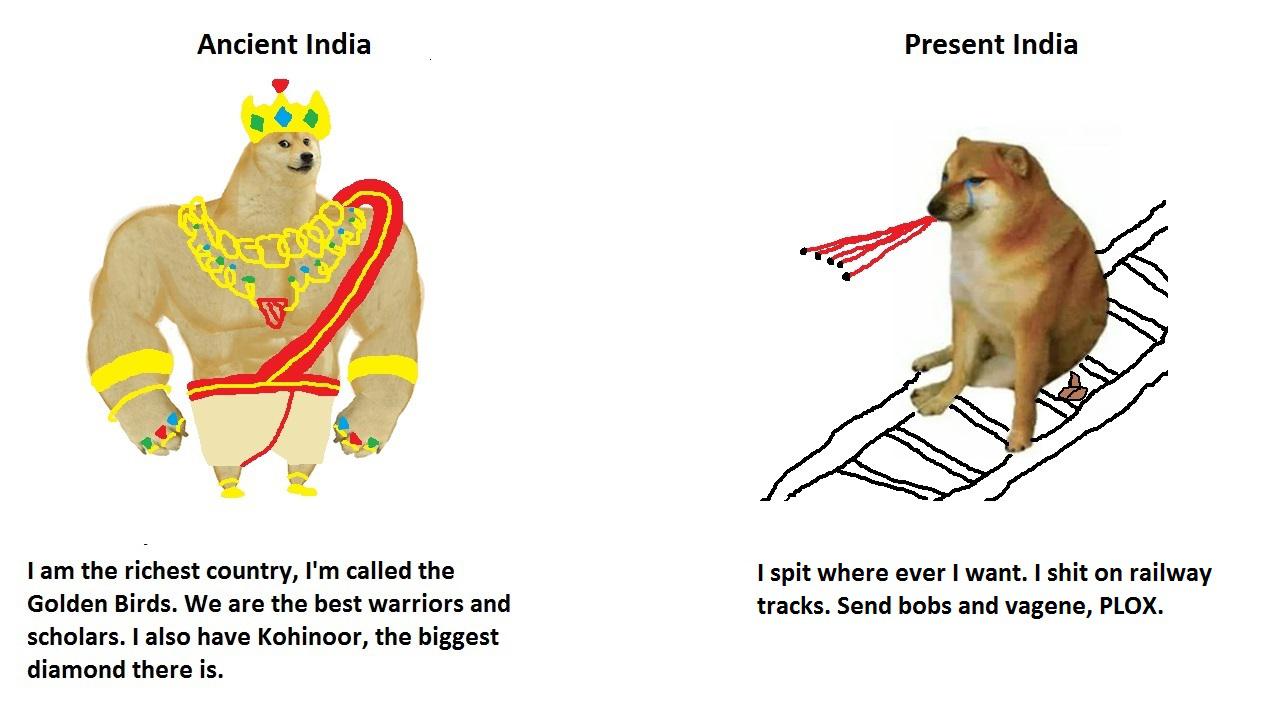 Ancient India
Present India
I am the richest country, I'm called the
Golden Birds. We are the best warriors and
scholars. I also have Kohinoor, the biggest
diamond there is.
I spit where ever I want. I shit on railway
tracks. Send bobs and vagene, PLOX.